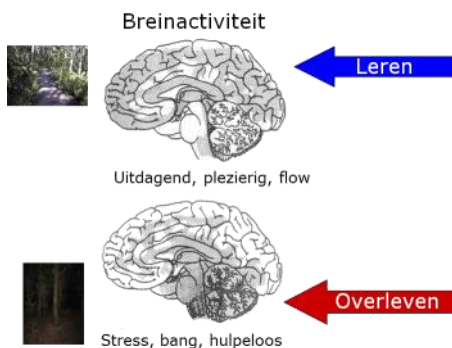 Breinactiviteit
Leren
Uitdagend, plezierig, flow
Overleven
Stress, bang, hulpeloos